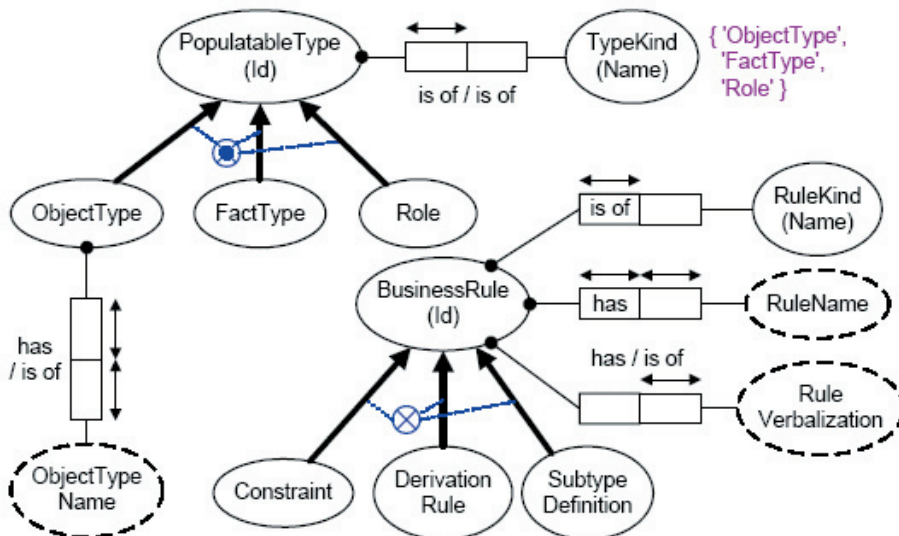 PopulatableType
(Id)
TypeKind
(Name)
{ 'ObjectType',
'FactType',
'Role' }
is of / is of
ObjectType
FactType
Role
is of
RuleKind
(Name)
BusinessRule
(Id)
has
RuleName
has
/ is of
has / is of
Rule
Verbalization
ObjectType
Name
Constraint
Derivation
Rule
Subtype
Definition